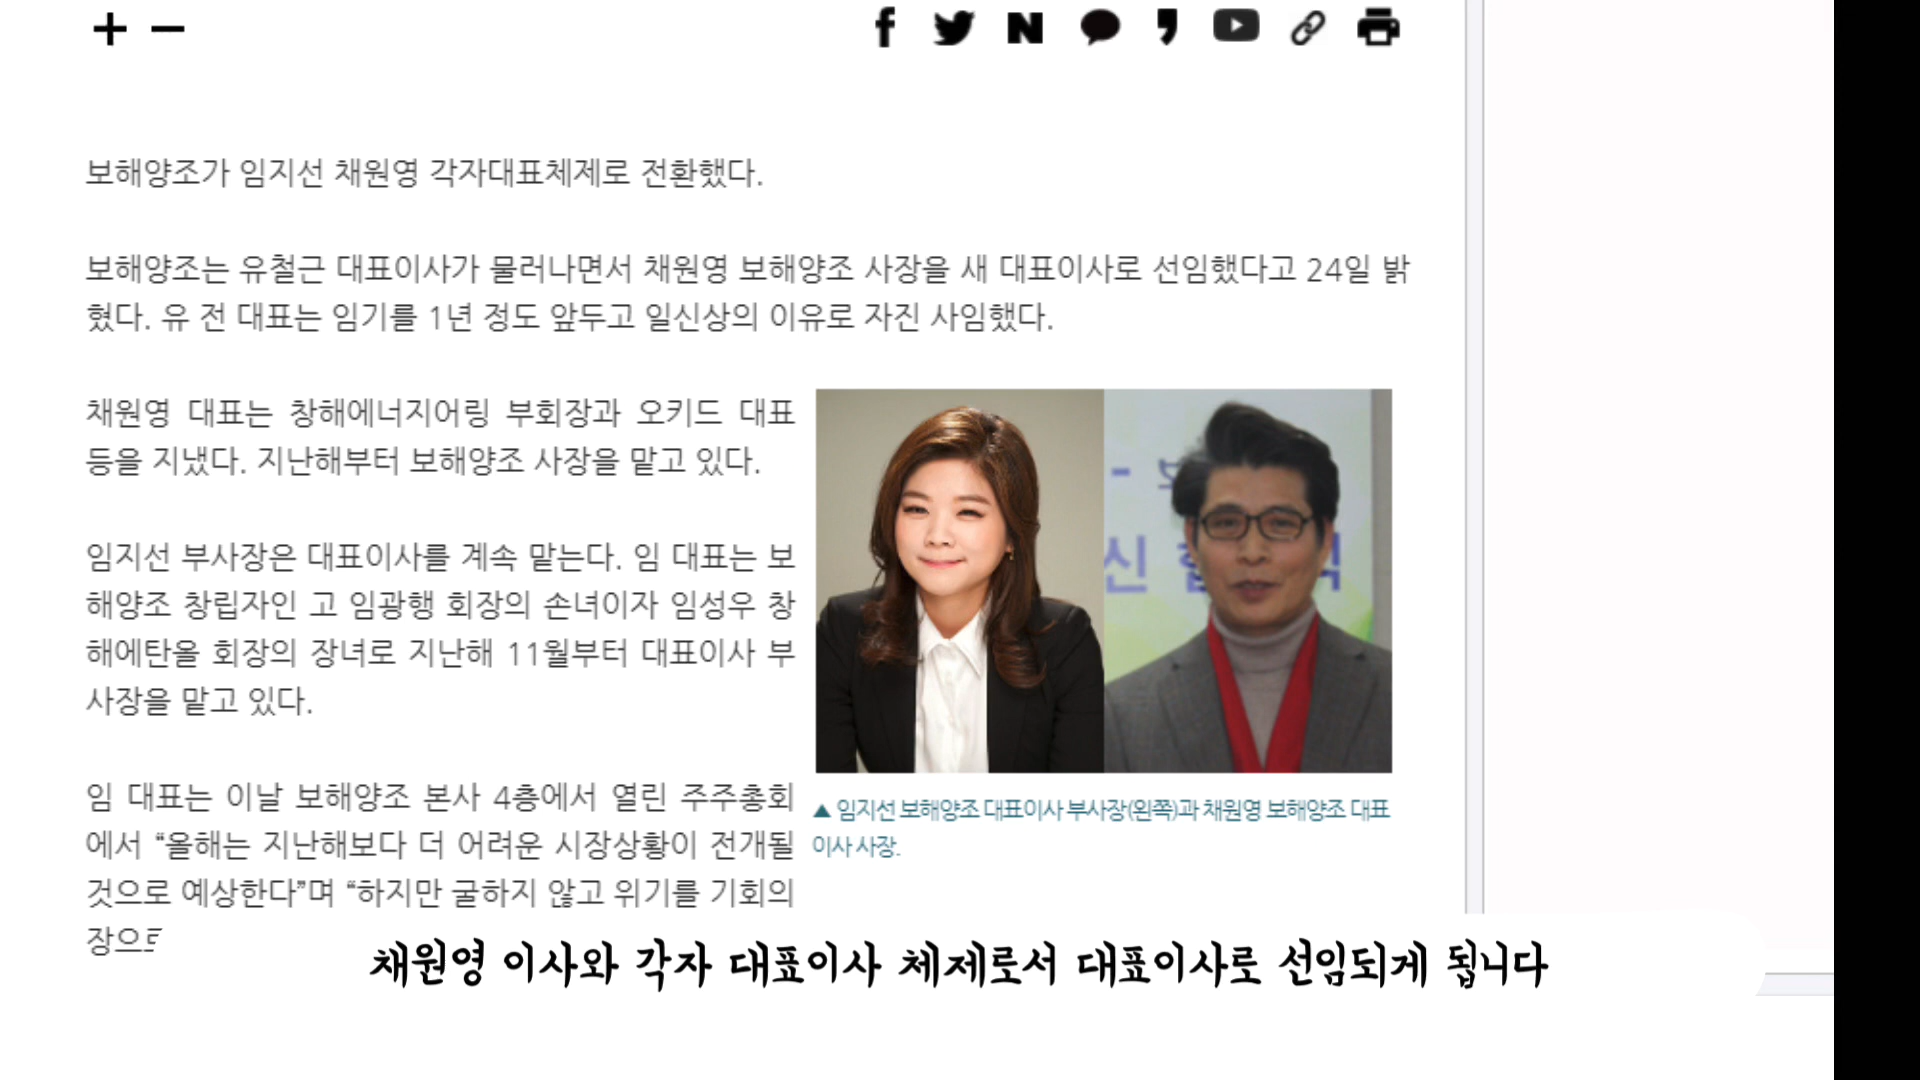 보해양조가 임지선 채원영 각자대표체제로 전환했다.
보해양조는 유철근 대표이사가 물러나면서 채원영 보해양조 사장을 새 대표이사로 선임했다고 24일 밝
혔다. 유 전 대표는 임기를 1년 정도 앞두고 일신상의 이유로 자진 사임했다.
채원영 대표는 창해에너지어링 부회장과 오키드 대표
등을 지냈다. 지난해부터 보해양조 사장을 맡고 있다.
임지선 부사장은 대표이사를 계속 맡는다. 임 대표는 보
해양조 창립자인 고 임광행 회장의 손녀이자 임성우 창
해에탄올 회장의 장녀로 지난해 11월부터 대표이사 부
사장을 맡고 있다.
임 대표는 이날 보해양조 본사 4층에서 열린 주주총회
에서 “올해는 지난해보다 더 어려운 시장상황이 전개될
것으로 예상한다”며 “하지만 굴하지 않고 위기를 기회의
▲ 임지선 보해양조 대표이사 부사장(왼쪽)과 채원영 보해양조 대표
이사 사장.
채원영 이사와 각자 대표이사 체제로서 대표이사로 선임되게 됩니다